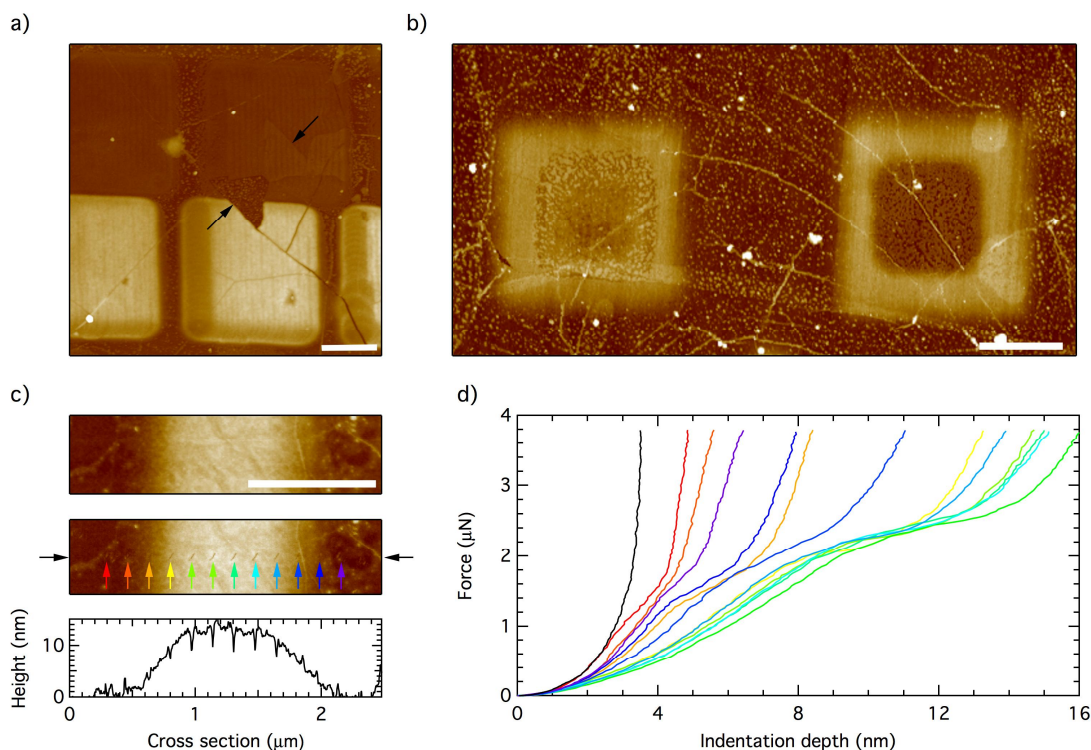 a)
b)
c)
d)
Height (nm)
10
0
0
1
2
Cross section (μm)
Force (μN)
4
3
2
1
0
0
4
8
12
16
Indentation depth (nm)